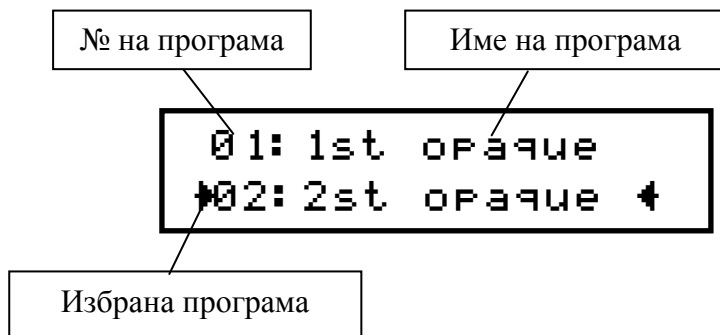 № на програма
Име на програма
01: 1st opaque
02: 2st opaque
Избрана програма